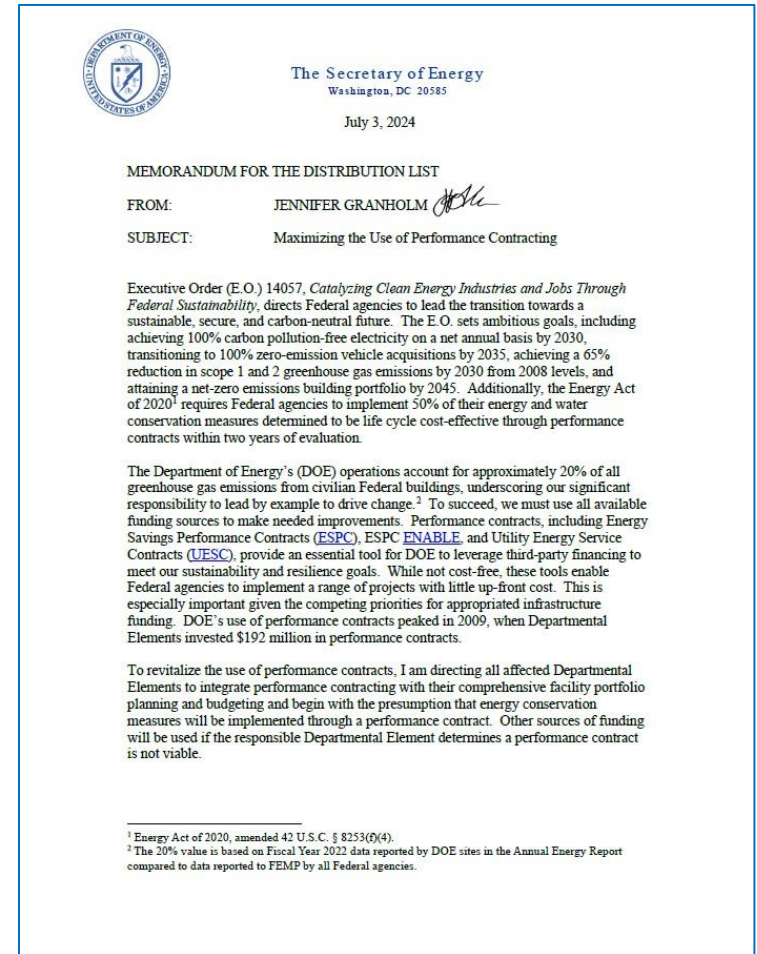 DEPARTMENT OF ENERGY
UNITED STATES OF AMERICA
The Secretary of Energy
Washington, DC 20585
July 3, 2024
MEMORANDUM FOR THE DISTRIBUTION LIST
FROM: JENNIFER GRANHOLM
SUBJECT: Maximizing the Use of Performance Contracting
Executive Order (E.O.) 14057, Catalyzing Clean Energy Industries and Jobs Through
Federal Sustainability, directs Federal agencies to lead the transition towards a
sustainable, secure, and carbon-neutral future. The E.O. sets ambitious goals, including
achieving 100% carbon pollution-free electricity on a net annual basis by 2030,
transitioning to 100% zero-emission vehicle acquisitions by 2035, achieving a 65%
reduction in scope 1 and 2 greenhouse gas emissions by 2030 from 2008 levels, and
attaining a net-zero emissions building portfolio by 2045. Additionally, the Energy Act
of 2020¹ requires Federal agencies to implement 50% of their energy and water
conservation measures determined to be life cycle cost-effective through performance
contracts within two years of evaluation.
The Department of Energy's (DOE) operations account for approximately 20% of all
greenhouse gas emissions from civilian Federal buildings, underscoring our significant
responsibility to lead by example to drive change.² To succeed, we must use all available
funding sources to make needed improvements. Performance contracts, including Energy
Savings Performance Contracts (ESPC), ESPC ENABLE, and Utility Energy Service
Contracts (UESC), provide an essential tool for DOE to leverage third-party financing to
meet our sustainability and resilience goals. While not cost-free, these tools enable
Federal agencies to implement a range of projects with little up-front cost. This is
especially important given the competing priorities for appropriated infrastructure
funding. DOE's use of performance contracts peaked in 2009, when Departmental
Elements invested $192 million in performance contracts.
To revitalize the use of performance contracts, I am directing all affected Departmental
Elements to integrate performance contracting with their comprehensive facility portfolio
planning and budgeting and begin with the presumption that energy conservation
measures will be implemented through a performance contract. Other sources of funding
will be used if the responsible Departmental Element determines a performance contract
is not viable.
¹ Energy Act of 2020, amended 42 U.S.C. § 8253(f)(4).
² The 20% value is based on Fiscal Year 2022 data reported by DOE sites in the Annual Energy Report
compared to data reported to FEMP by all Federal agencies.